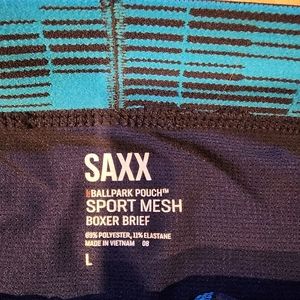 SAXX
BALLPARK POUCH™
SPORT MESH
BOXER BRIEF
89% POLYESTER, 11% ELASTANE
MADE IN VIETNAM 08
L